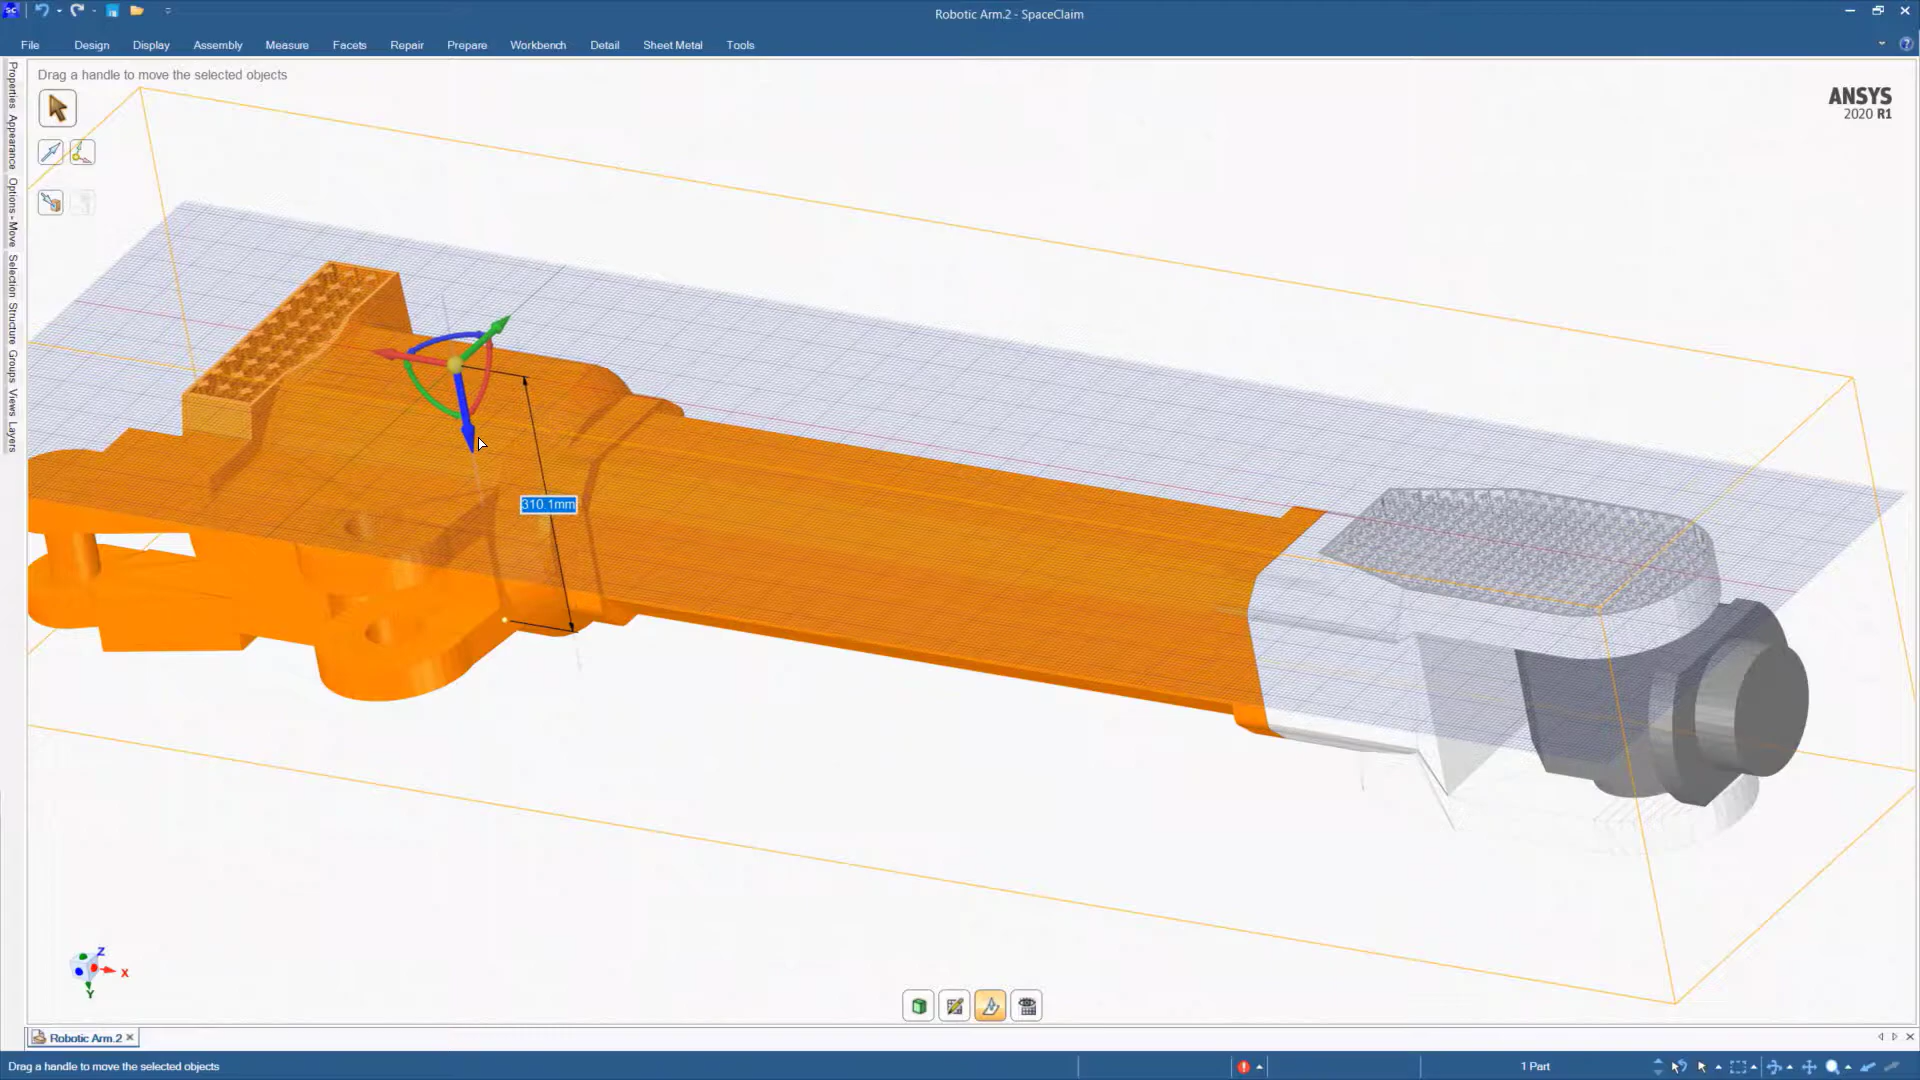 Robotic Arm.2 - SpaceClaim
File Design Display Assembly Measure Facets Repair Prepare Workbench Detail Sheet Metal Tools
Drag a handle to move the selected objects
ANSYS
2020 R1
Properties
Appearance
Options - Move
Selection
Structure
Groups
Views
Layers
310.1mm
Z
X
Y
Robotic Arm.2
Drag a handle to move the selected objects
1 Part